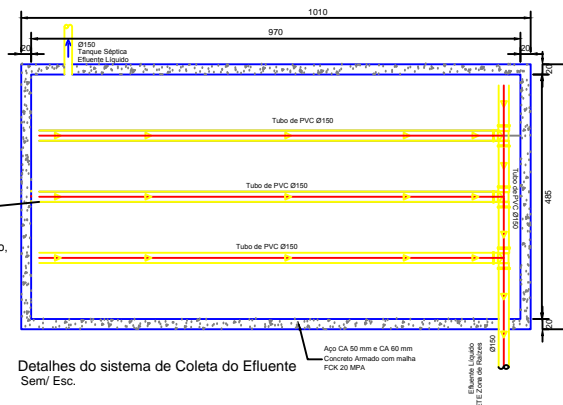 1010
970
20
20
Ø150
Tanque Séptica
Efluente Líquido
20
Tubo de PVC Ø150
Tubo de PVC Ø150
Tubo de PVC Ø150
Tubo de PVC Ø150
485
20
o,
Aço CA 50 mm e CA 60 mm
Concreto Armado com malha
FCK 20 MPA
Detalhes do sistema de Coleta do Efluente
Sem/ Esc.
Ø150
Efluente Líquido
ETE Zona de Raízes